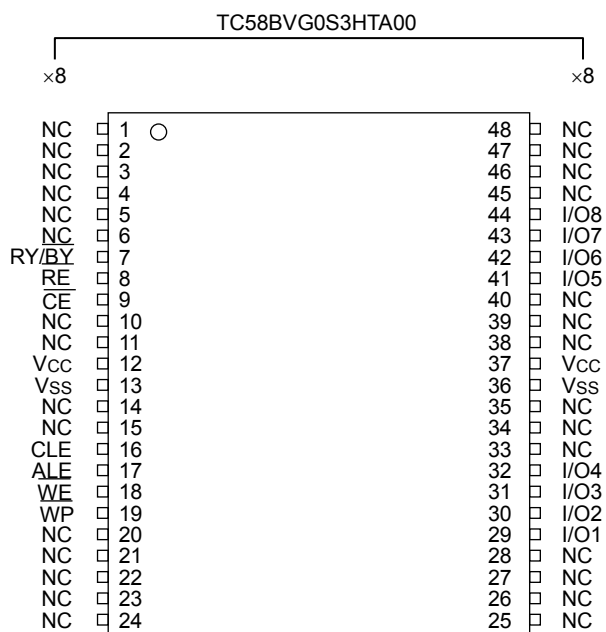 TC58BVG0S3HTA00
×8 ×8
NC 1 48 NC
NC 2 47 NC
NC 3 46 NC
NC 4 45 NC
NC 5 44 I/O8
NC 6 43 I/O7
RY/B̅Y̅ 7 42 I/O6
R̅E̅ 8 41 I/O5
C̅E̅ 9 40 NC
NC 10 39 NC
NC 11 38 NC
VCC 12 37 VCC
VSS 13 36 VSS
NC 14 35 NC
NC 15 34 NC
CLE 16 33 NC
ALE 17 32 I/O4
W̅E̅ 18 31 I/O3
W̅P̅ 19 30 I/O2
NC 20 29 I/O1
NC 21 28 NC
NC 22 27 NC
NC 23 26 NC
NC 24 25 NC